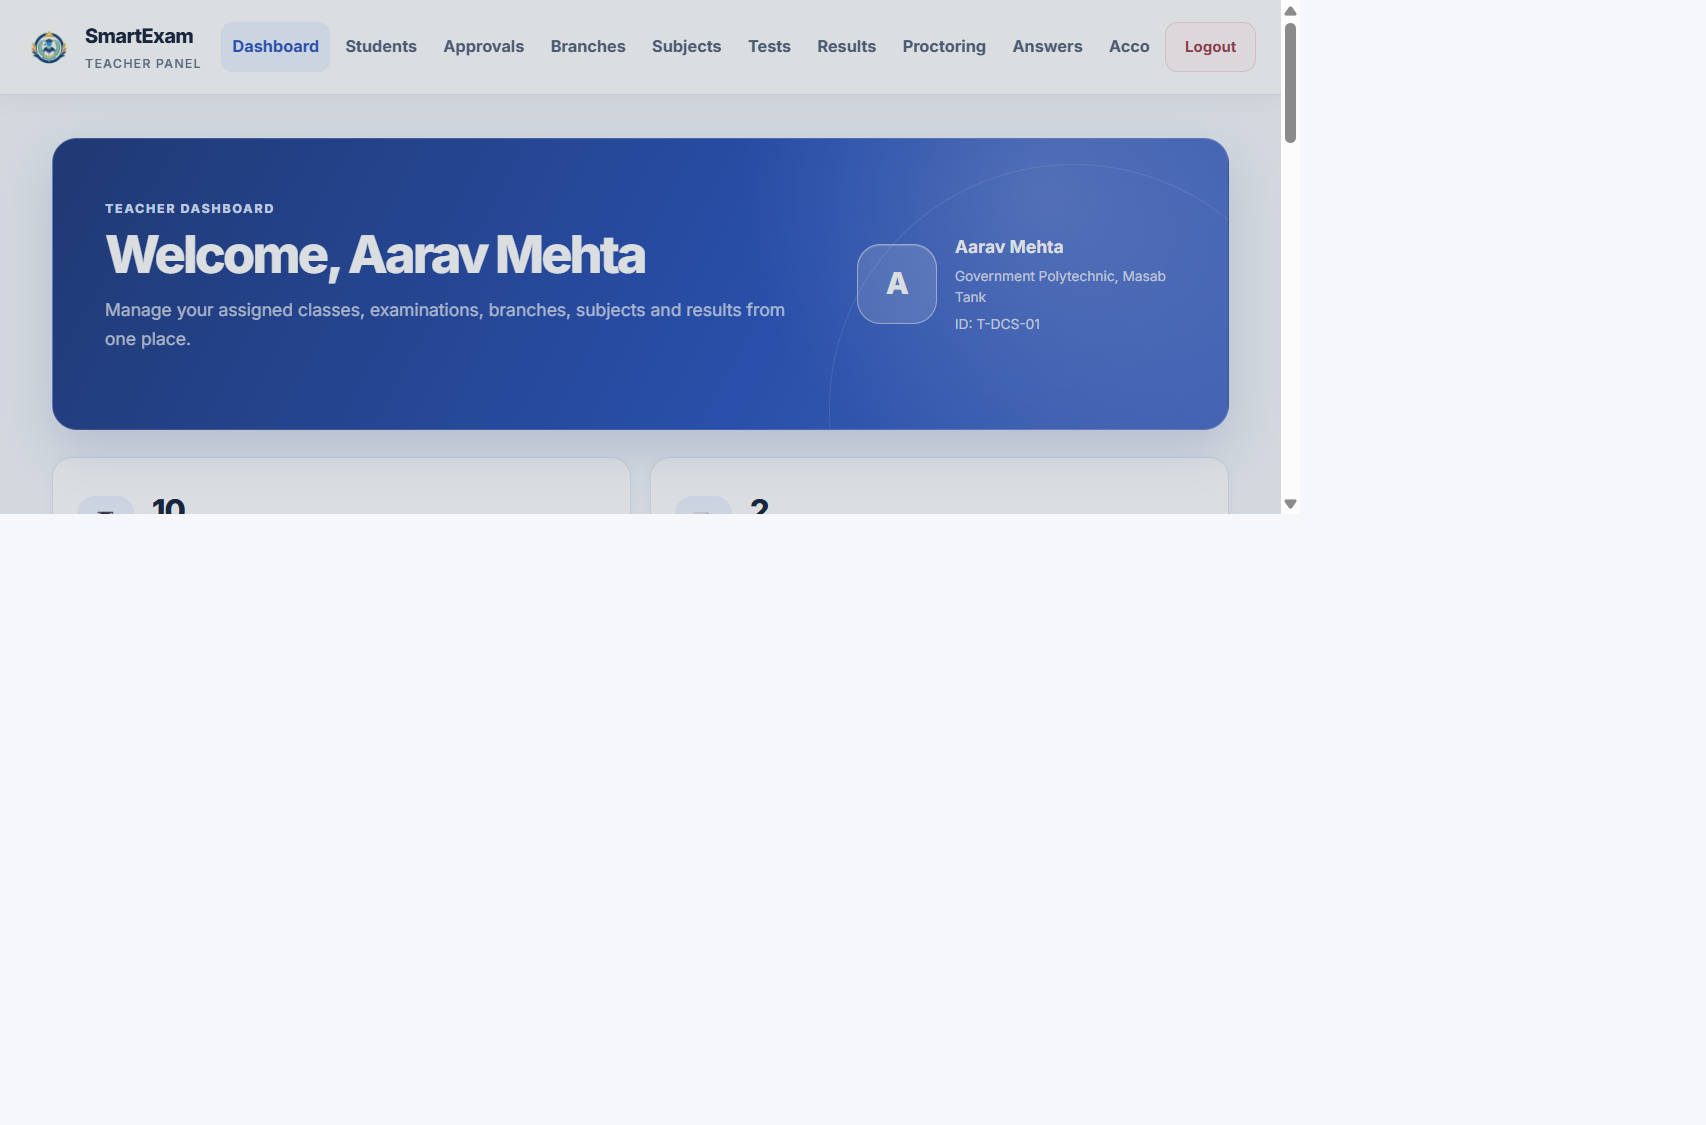 SmartExam
TEACHER PANEL
Dashboard
Students
Approvals
Branches
Subjects
Tests
Results
Proctoring
Answers
Acco
Logout
TEACHER DASHBOARD
Welcome, Aarav Mehta
Manage your assigned classes, examinations, branches, subjects and results from
one place.
A
Aarav Mehta
Government Polytechnic, Masab
Tank
ID: T-DCS-01
10
2